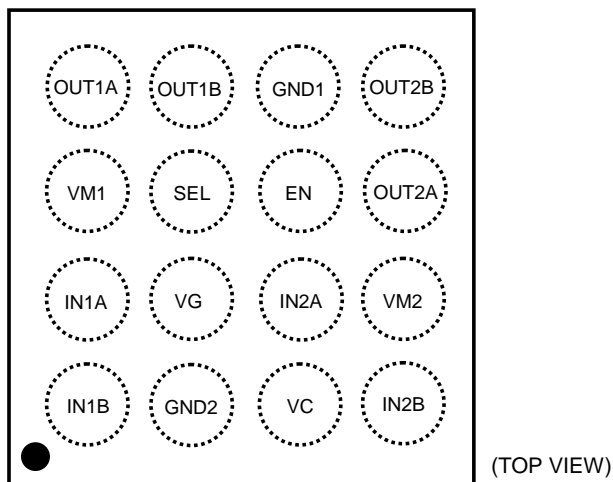 OUT1A OUT1B GND1 OUT2B
VM1 SEL EN OUT2A
IN1A VG IN2A VM2
IN1B GND2 VC IN2B
(TOP VIEW)